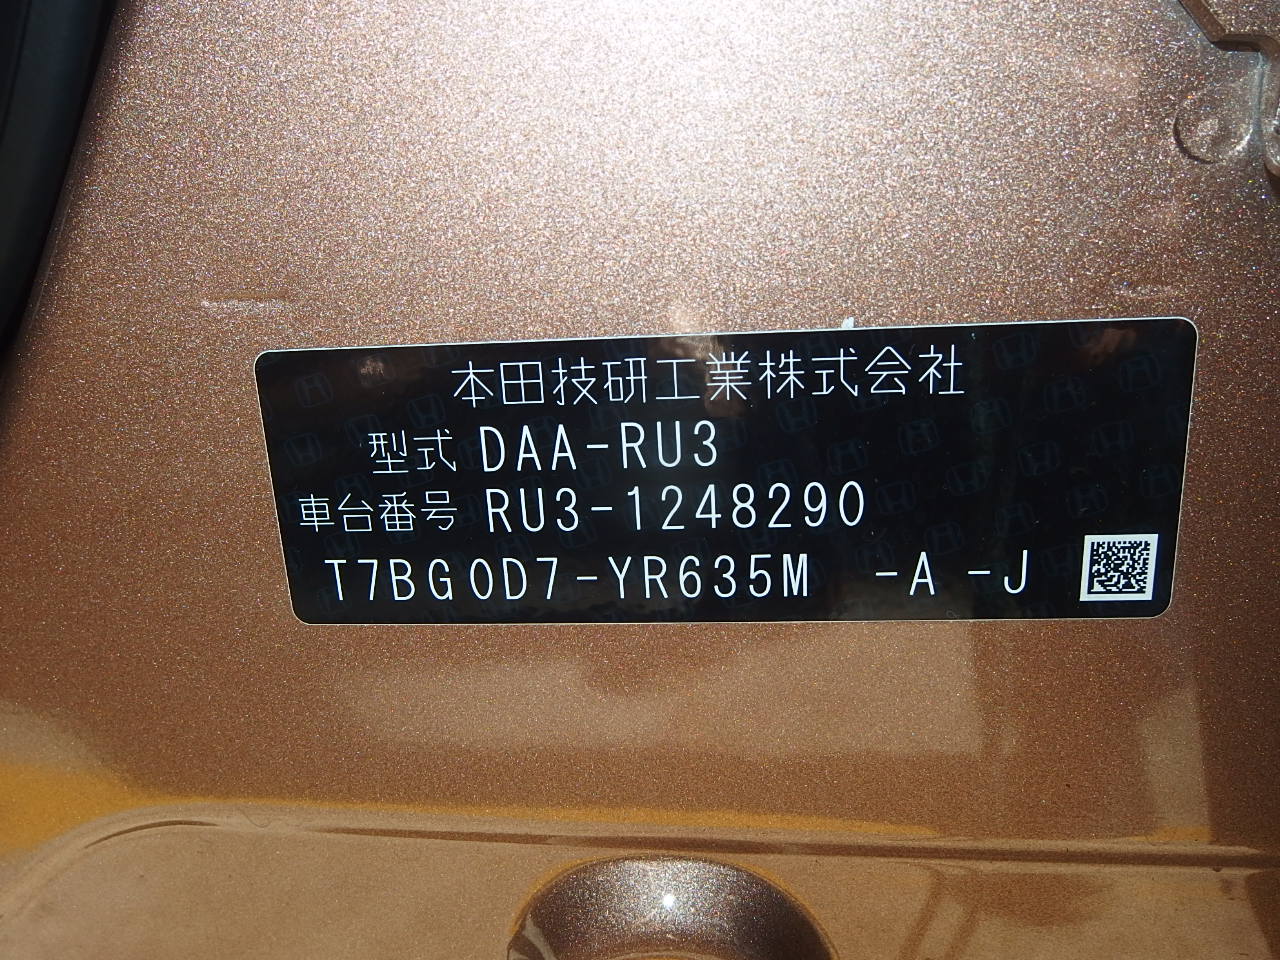 本田技研工業株式会社
型式 DAA-RU3
車台番号 RU3-1248290
T7BG0D7-YR635M -A -J